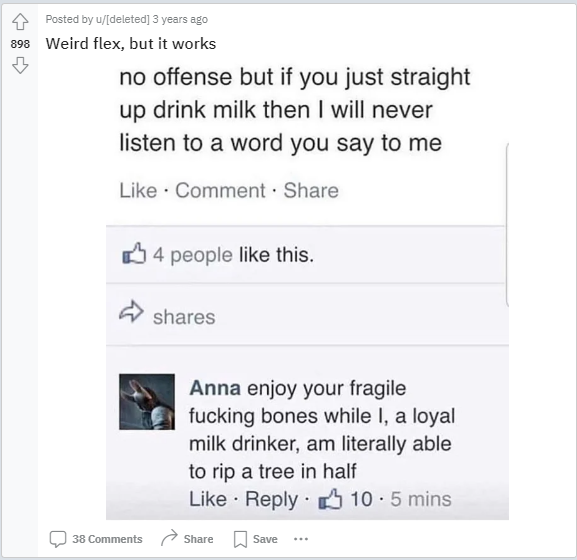 Posted by u/[deleted] 3 years ago
898 Weird flex, but it works
no offense but if you just straight
up drink milk then I will never
listen to a word you say to me
Like · Comment · Share
4 people like this.
shares
Anna enjoy your fragile
fucking bones while I, a loyal
milk drinker, am literally able
to rip a tree in half
Like · Reply · 10 · 5 mins
38 Comments Share Save ···